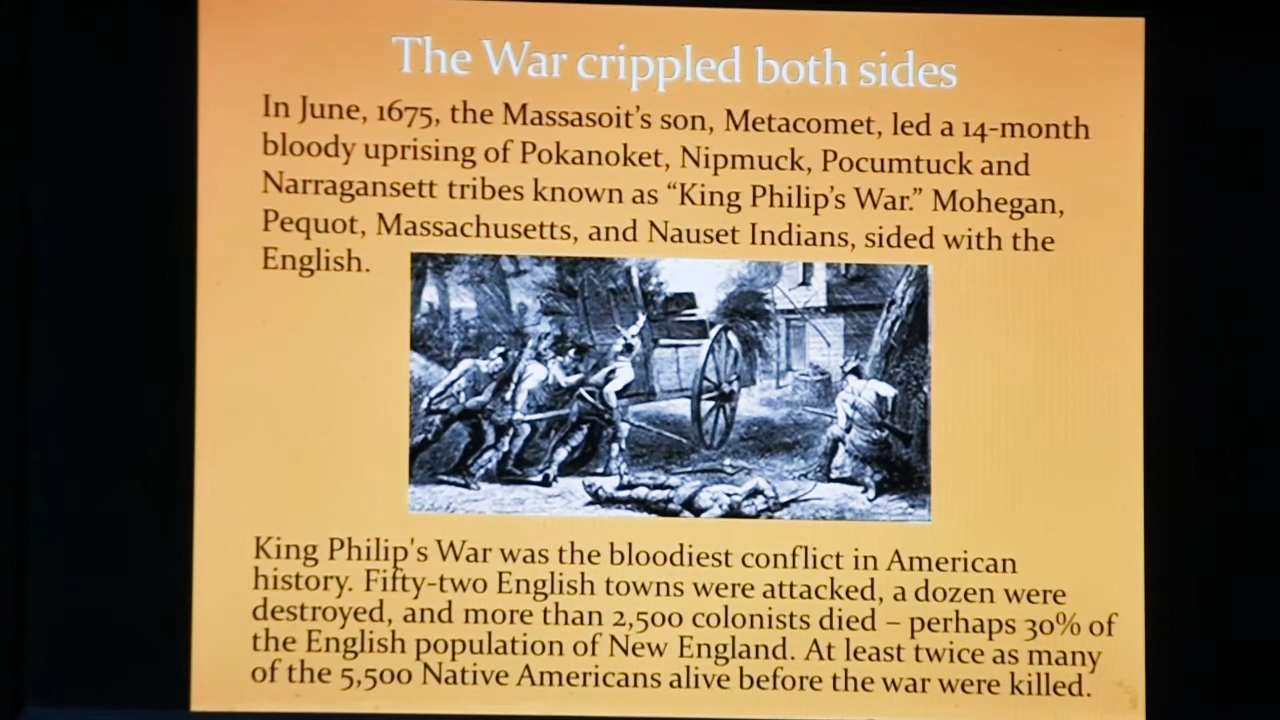 The War crippled both sides
In June, 1675, the Massasoit's son, Metacomet, led a 14-month
bloody uprising of Pokanoket, Nipmuck, Pocumtuck and
Narragansett tribes known as “King Philip's War.” Mohegan,
Pequot, Massachusetts, and Nauset Indians, sided with the
English.
King Philip's War was the bloodiest conflict in American
history. Fifty-two English towns were attacked, a dozen were
destroyed, and more than 2,500 colonists died – perhaps 30% of
the English population of New England. At least twice as many
of the 5,500 Native Americans alive before the war were killed.